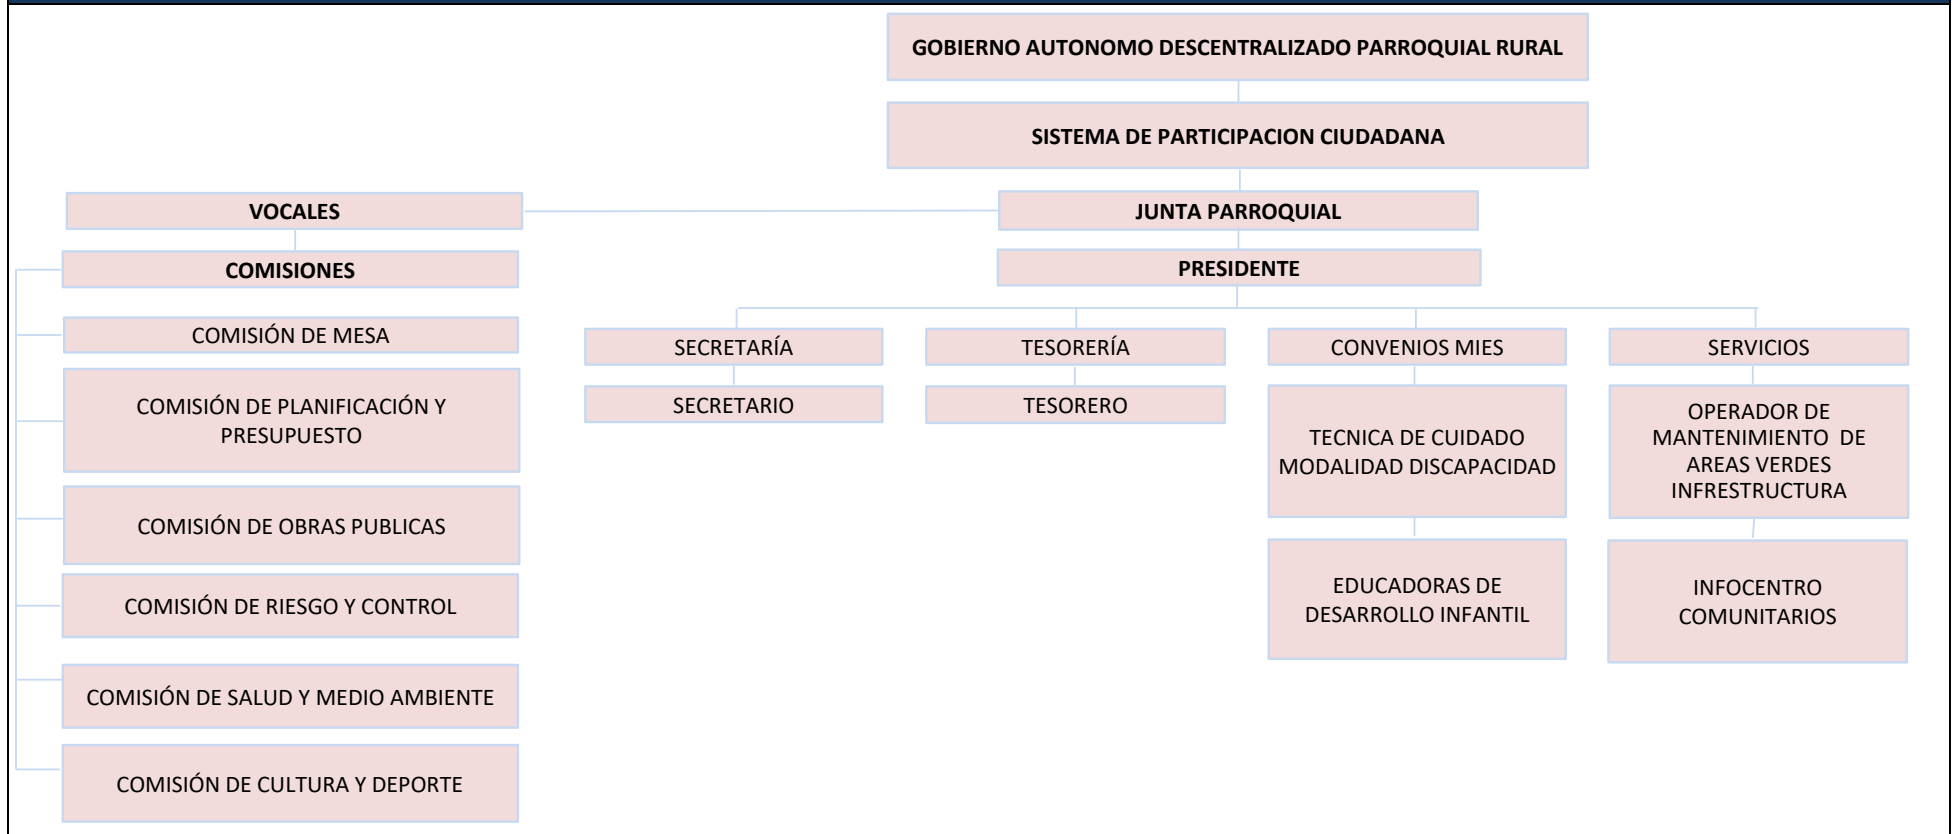 GOBIERNO AUTONOMO DESCENTRALIZADO PARROQUIAL RURAL
SISTEMA DE PARTICIPACION CIUDADANA
VOCALES
JUNTA PARROQUIAL
COMISIONES
PRESIDENTE
COMISIÓN DE MESA
COMISIÓN DE PLANIFICACIÓN Y
PRESUPUESTO
COMISIÓN DE OBRAS PUBLICAS
COMISIÓN DE RIESGO Y CONTROL
COMISIÓN DE SALUD Y MEDIO AMBIENTE
COMISIÓN DE CULTURA Y DEPORTE
SECRETARÍA
SECRETARIO
TESORERÍA
TESORERO
CONVENIOS MIES
TECNICA DE CUIDADO
MODALIDAD DISCAPACIDAD
EDUCADORAS DE
DESARROLLO INFANTIL
SERVICIOS
OPERADOR DE
MANTENIMIENTO DE
AREAS VERDES
INFRESTRUCTURA
INFOCENTRO
COMUNITARIOS